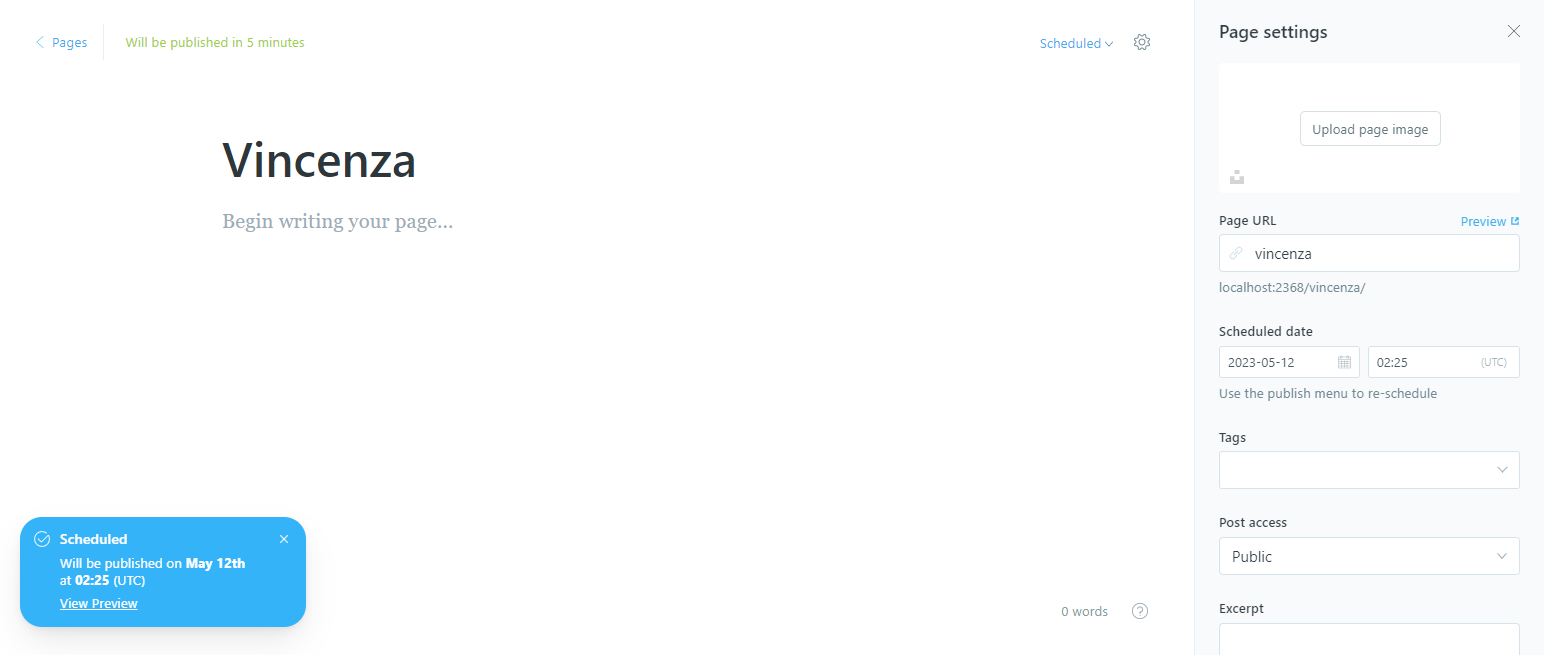 Pages
Will be published in 5 minutes
Scheduled
Vincenza
Begin writing your page...
Scheduled
Will be published on May 12th
at 02:25 (UTC)
View Preview
0 words
?
Page settings
Upload page image
Page URL
Preview
vincenza
localhost:2368/vincenza/
Scheduled date
2023-05-12
02:25 (UTC)
Use the publish menu to re-schedule
Tags
Post access
Public
Excerpt